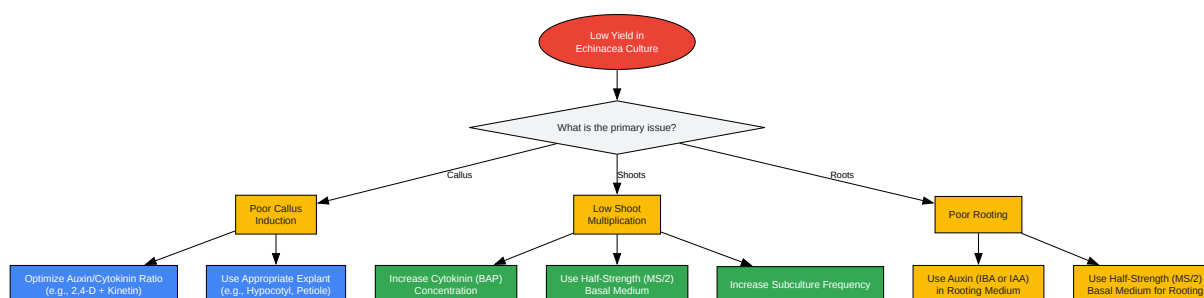 Low Yield in
Echinacea Culture
What is the primary issue?
Callus
Shoots
Roots
Poor Callus
Induction
Low Shoot
Multiplication
Poor Rooting
Optimize Auxin/Cytokinin Ratio
(e.g., 2,4-D + Kinetin)
Use Appropriate Explant
(e.g., Hypocotyl, Petiole)
Increase Cytokinin (BAP)
Concentration
Use Half-Strength (MS/2)
Basal Medium
Increase Subculture Frequency
Use Auxin (IBA or IAA)
in Rooting Medium
Use Half-Strength (MS/2)
Basal Medium for Rooting